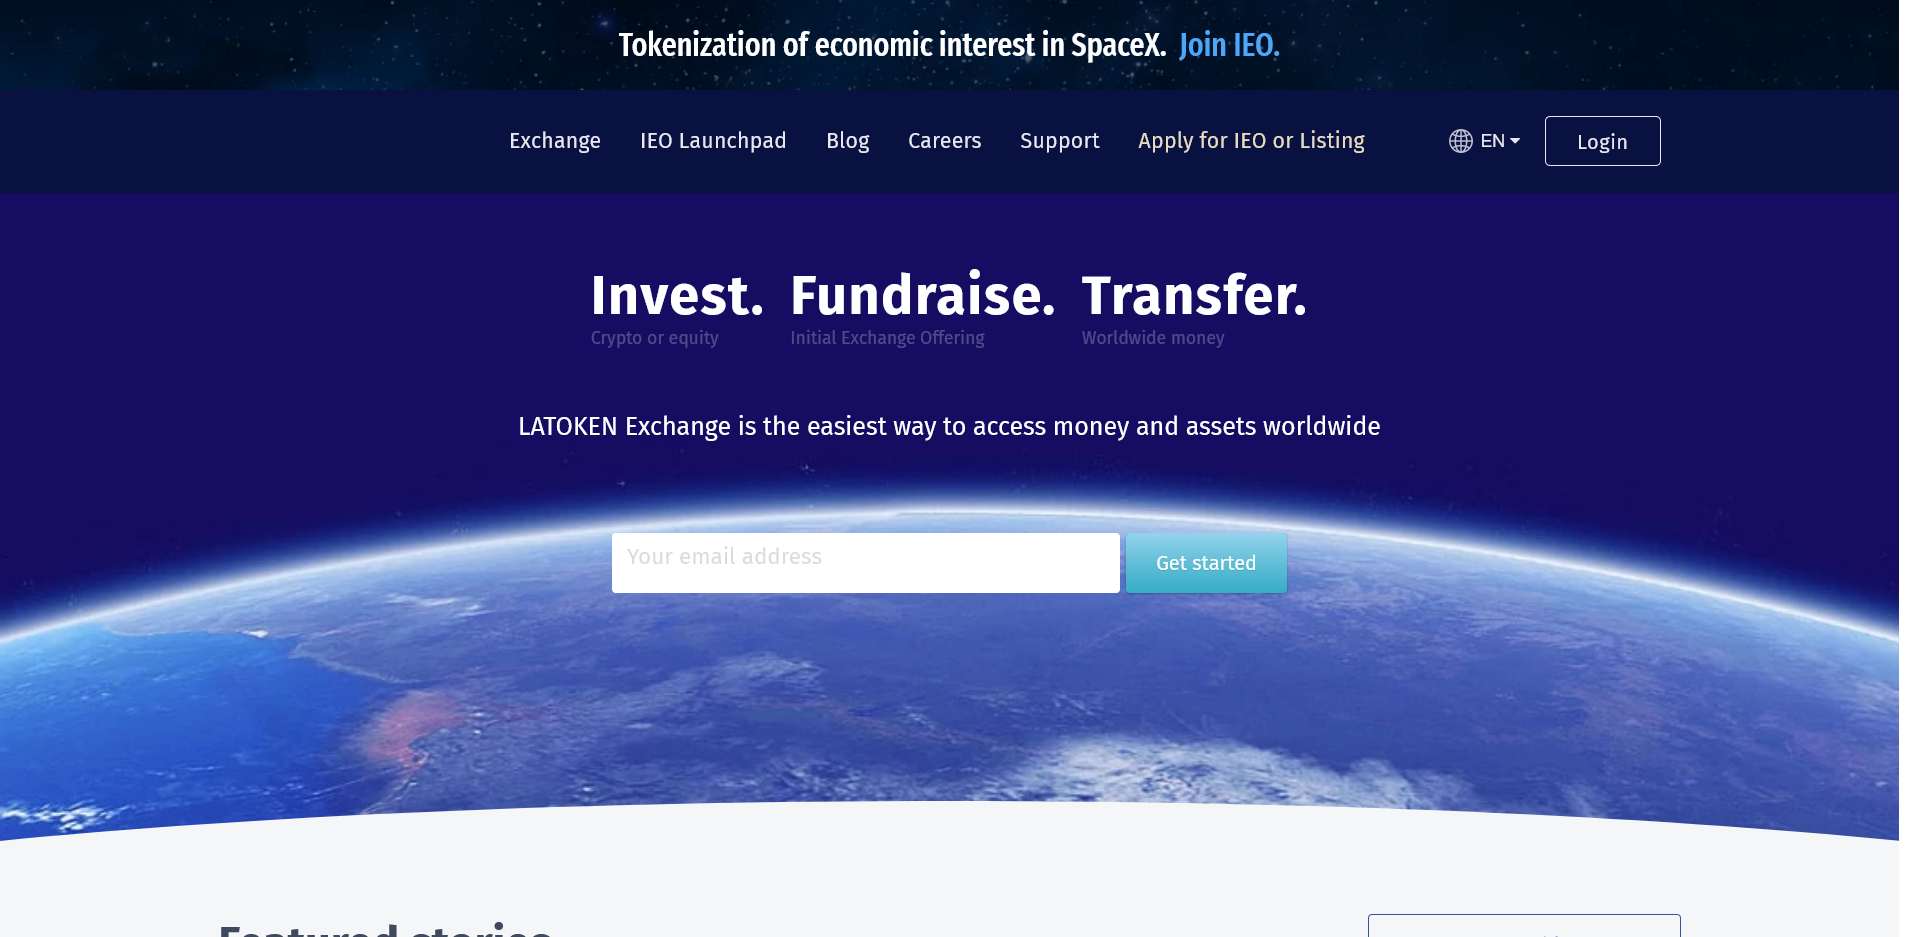 Tokenization of economic interest in SpaceX. Join IEO.
Exchange IEO Launchpad Blog Careers Support Apply for IEO or Listing EN Login
Invest. Fundraise. Transfer.
Crypto or equity Initial Exchange Offering Worldwide money
LATOKEN Exchange is the easiest way to access money and assets worldwide
Your email address Get started
Featured stories